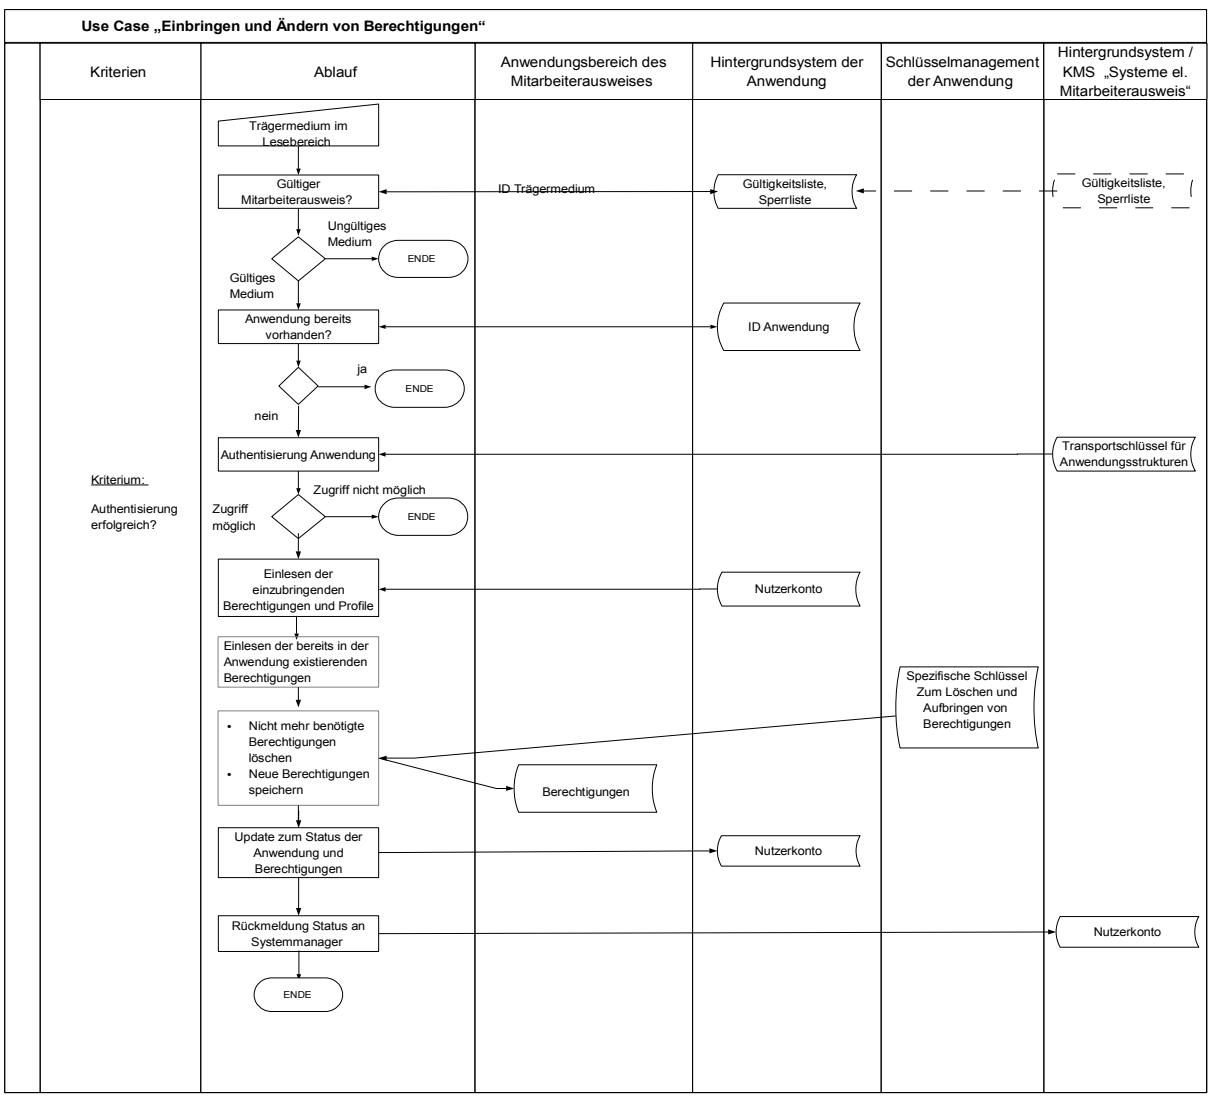 Use Case „Einbringen und Ändern von Berechtigungen“
Kriterien
Ablauf
Anwendungsbereich des
Mitarbeiterausweises
Hintergrundsystem der
Anwendung
Schlüsselmanagement
der Anwendung
Hintergrundsystem /
KMS „Systeme el.
Mitarbeiterausweis“
Trägermedium im
Lesebereich
Gültiger
Mitarbeiterausweis?
ID Trägermedium
Gültigkeitsliste,
Sperrliste
Gültigkeitsliste,
Sperrliste
Ungültiges
Medium
ENDE
Gültiges
Medium
Anwendung bereits
vorhanden?
ID Anwendung
ja
ENDE
nein
Authentisierung Anwendung
Transportschlüssel für
Anwendungsstrukturen
Kriterium:
Authentisierung
erfolgreich?
Zugriff nicht möglich
Zugriff
möglich
ENDE
Einlesen der
einzubringenden
Berechtigungen und Profile
Nutzerkonto
Einlesen der bereits in der
Anwendung existierenden
Berechtigungen
Spezifische Schlüssel
Zum Löschen und
Aufbringen von
Berechtigungen
• Nicht mehr benötigte
Berechtigungen
löschen
• Neue Berechtigungen
speichern
Berechtigungen
Update zum Status der
Anwendung und
Berechtigungen
Nutzerkonto
Rückmeldung Status an
Systemmanager
Nutzerkonto
ENDE